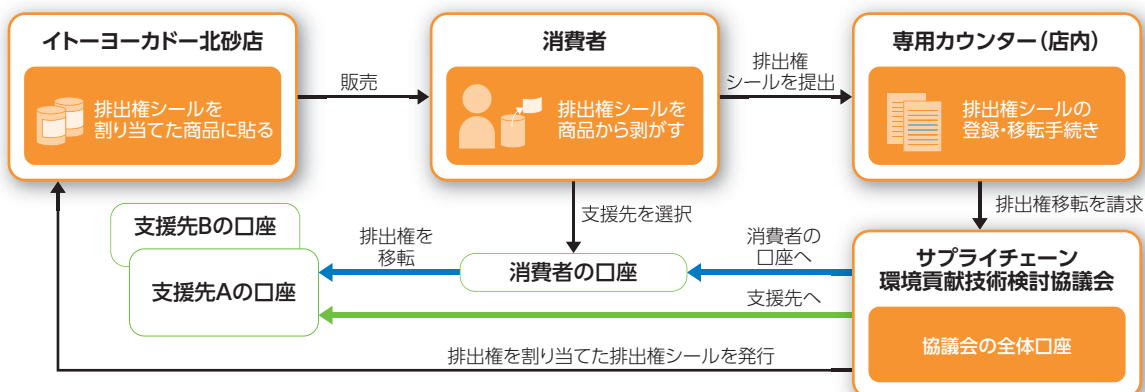 イトーヨーカドー北砂店
排出権シールを
割り当てた商品に貼る
販売
消費者
排出権シールを
商品から剥がす
排出権
シールを提出
専用カウンター(店内)
排出権シールの
登録・移転手続き
排出権移転を請求
支援先を選択
支援先Bの口座
支援先Aの口座
排出権を
移転
消費者の口座
消費者の
口座へ
支援先へ
サプライチェーン
環境貢献技術検討協議会
協議会の全体口座
排出権を割り当てた排出権シールを発行